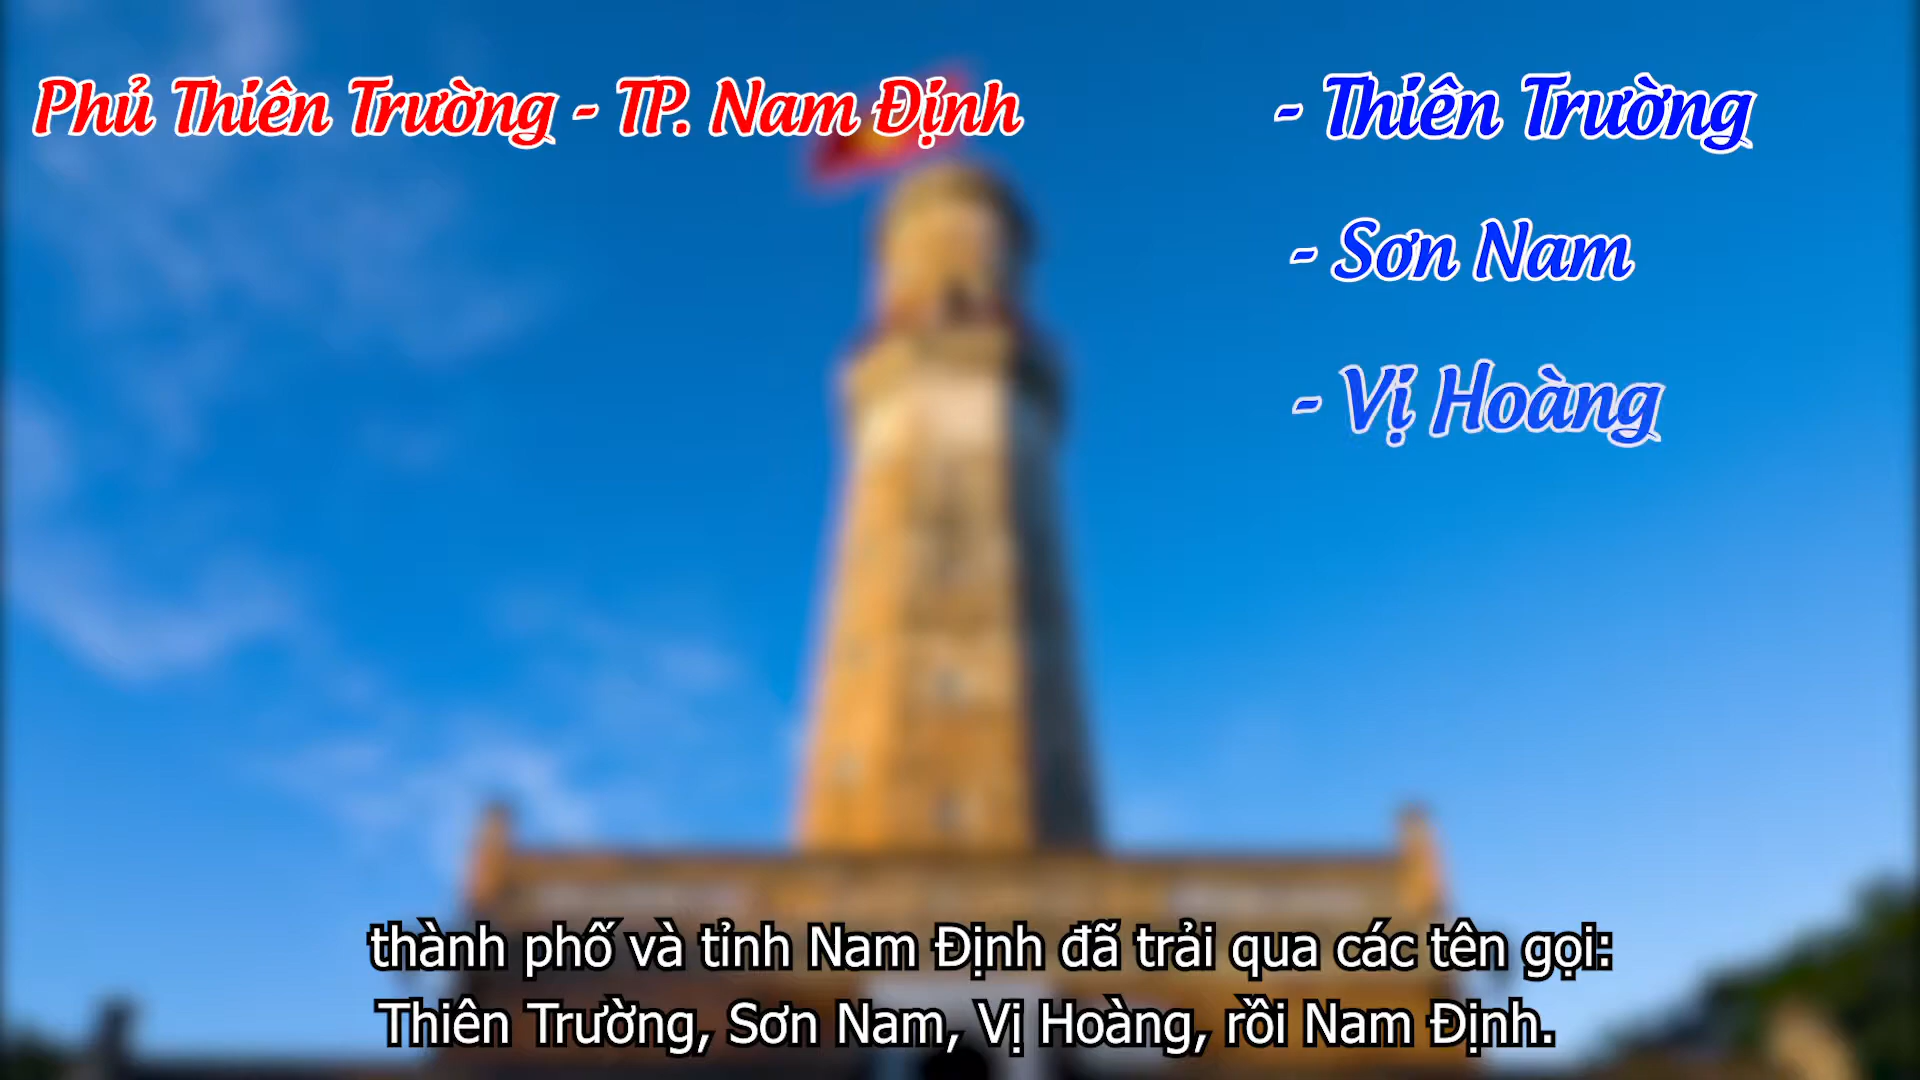 Phủ Thiên Trường - TP. Nam Định
- Thiên Trường
- Sơn Nam
- Vị Hoàng
thành phố và tỉnh Nam Định đã trải qua các tên gọi:
Thiên Trường, Sơn Nam, Vị Hoàng, rồi Nam Định.